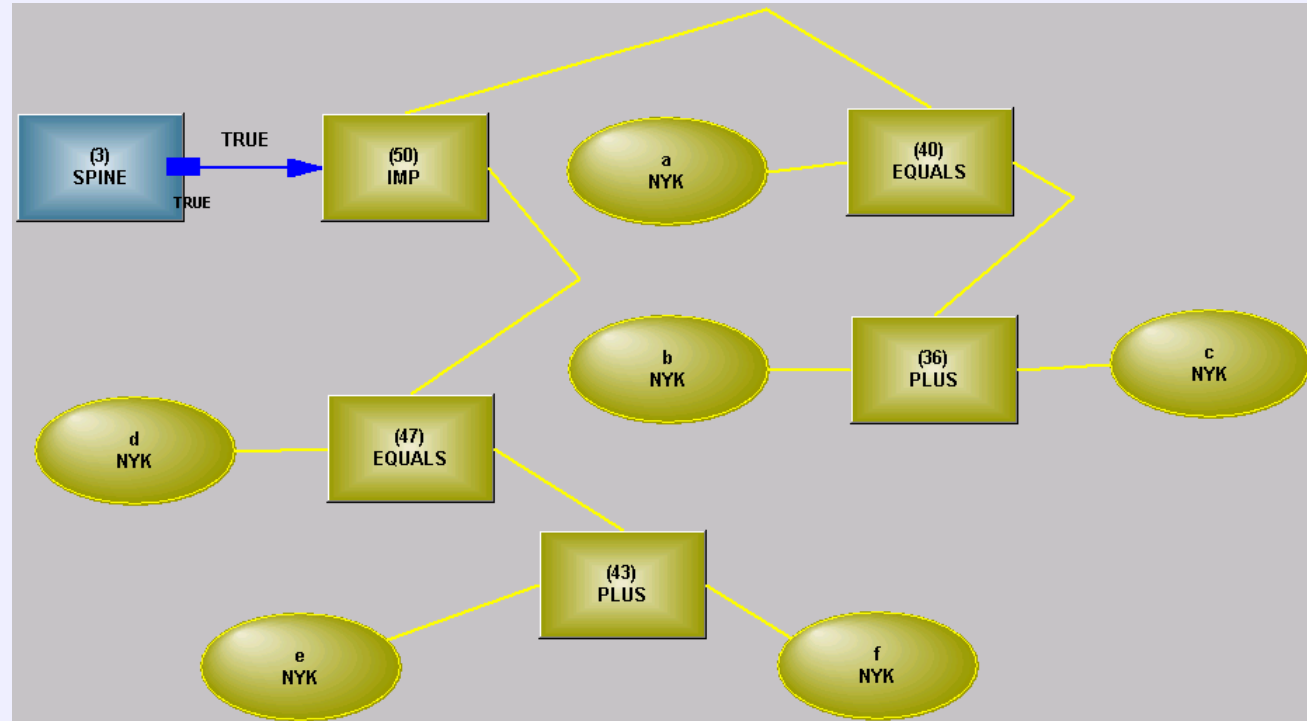 (3)
SPINE
TRUE
TRUE
(50)
IMP
a
NYK
(40)
EQUALS
b
NYK
(36)
PLUS
c
NYK
d
NYK
(47)
EQUALS
(43)
PLUS
e
NYK
f
NYK